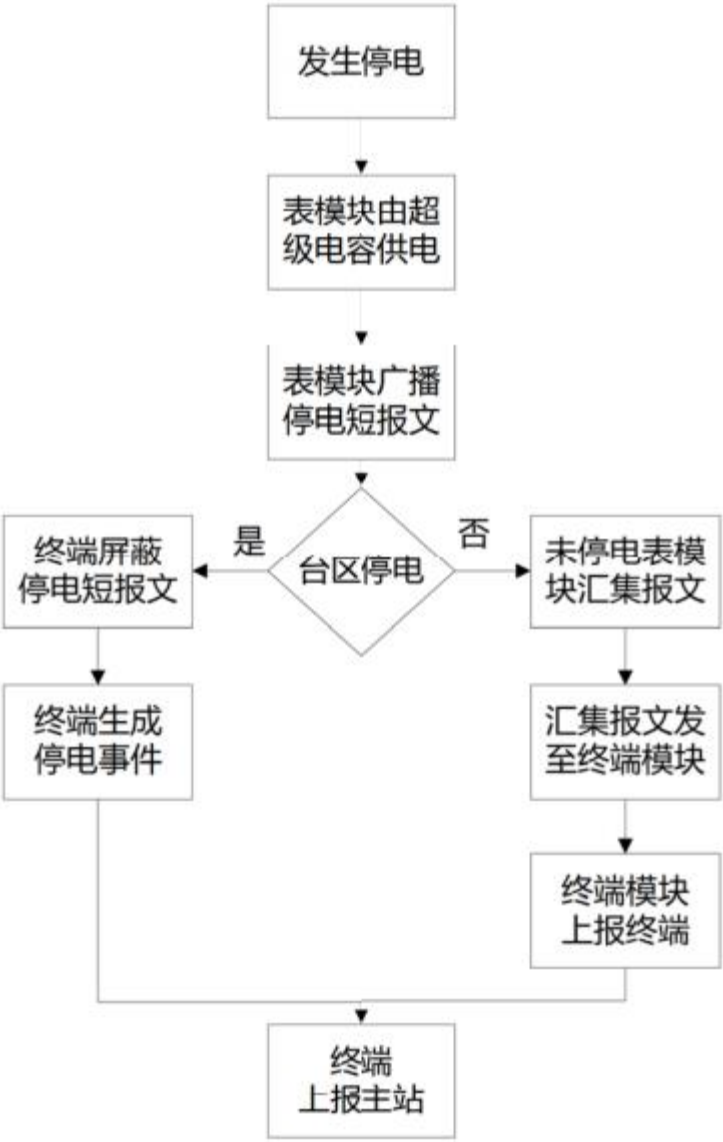 发生停电
表模块由超
级电容供电
表模块广播
停电短报文
台区停电
是
否
终端屏蔽
停电短报文
终端生成
停电事件
未停电表模
块汇集报文
汇集报文发
至终端模块
终端模块
上报终端
终端
上报主站